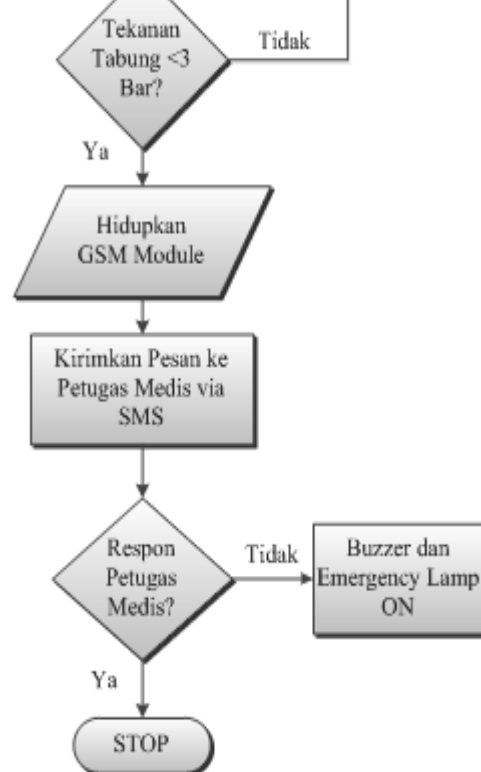 Tekanan
Tabung <3
Bar?
Tidak
Ya
Hidupkan
GSM Module
Kirimkan Pesan ke
Petugas Medis via
SMS
Respon
Petugas
Medis?
Tidak
Buzzer dan
Emergency Lamp
ON
Ya
STOP